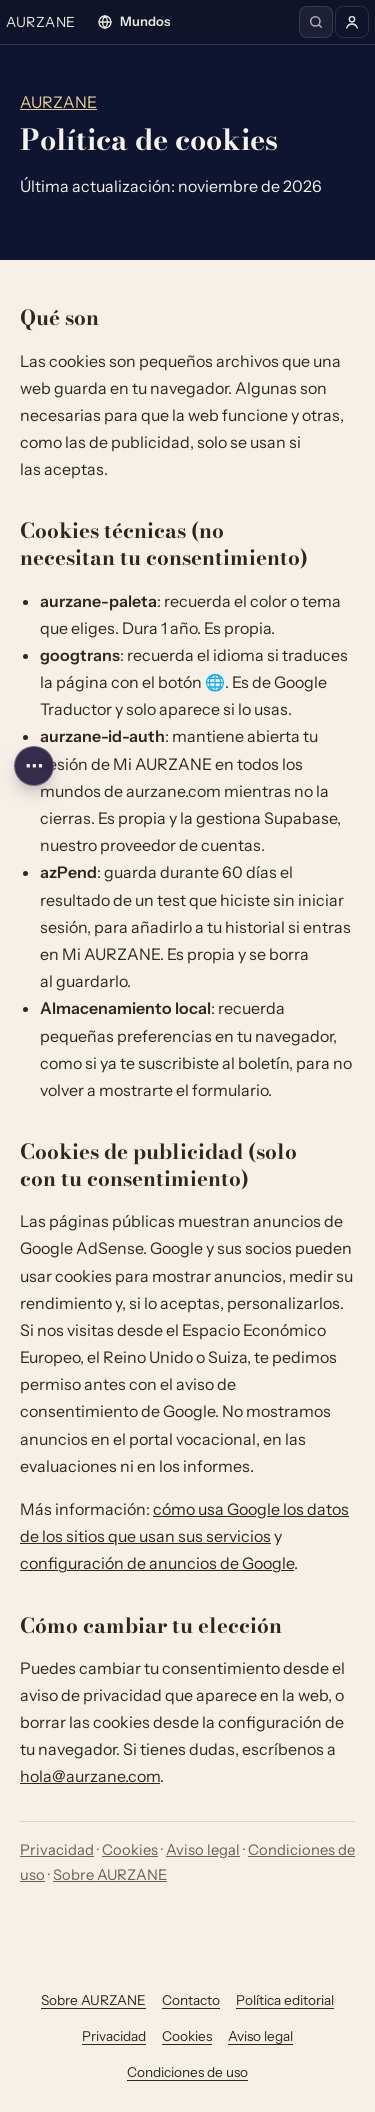 AURZANE Mundos
AURZANE
Política de cookies
Última actualización: noviembre de 2026
Qué son
Las cookies son pequeños archivos que una
web guarda en tu navegador. Algunas son
necesarias para que la web funcione y otras,
como las de publicidad, solo se usan si
las aceptas.
Cookies técnicas (no
necesitan tu consentimiento)
• aurzane-paleta: recuerda el color o tema
que eliges. Dura 1 año. Es propia.
• googtrans: recuerda el idioma si traduces
la página con el botón 🌐. Es de Google
Traductor y solo aparece si lo usas.
• aurzane-id-auth: mantiene abierta tu
sesión de Mi AURZANE en todos los
mundos de aurzane.com mientras no la
cierras. Es propia y la gestiona Supabase,
nuestro proveedor de cuentas.
• azPend: guarda durante 60 días el
resultado de un test que hiciste sin iniciar
sesión, para añadirlo a tu historial si entras
en Mi AURZANE. Es propia y se borra
al guardarlo.
• Almacenamiento local: recuerda
pequeñas preferencias en tu navegador,
como si ya te suscribiste al boletín, para no
volver a mostrarte el formulario.
Cookies de publicidad (solo
con tu consentimiento)
Las páginas públicas muestran anuncios de
Google AdSense. Google y sus socios pueden
usar cookies para mostrar anuncios, medir su
rendimiento y, si lo aceptas, personalizarlos.
Si nos visitas desde el Espacio Económico
Europeo, el Reino Unido o Suiza, te pedimos
permiso antes con el aviso de
consentimiento de Google. No mostramos
anuncios en el portal vocacional, en las
evaluaciones ni en los informes.
Más información: cómo usa Google los datos
de los sitios que usan sus servicios y
configuración de anuncios de Google.
Cómo cambiar tu elección
Puedes cambiar tu consentimiento desde el
aviso de privacidad que aparece en la web, o
borrar las cookies desde la configuración de
tu navegador. Si tienes dudas, escríbenos a
hola@aurzane.com.
Privacidad · Cookies · Aviso legal · Condiciones de
uso · Sobre AURZANE
Sobre AURZANE Contacto Política editorial
Privacidad Cookies Aviso legal
Condiciones de uso